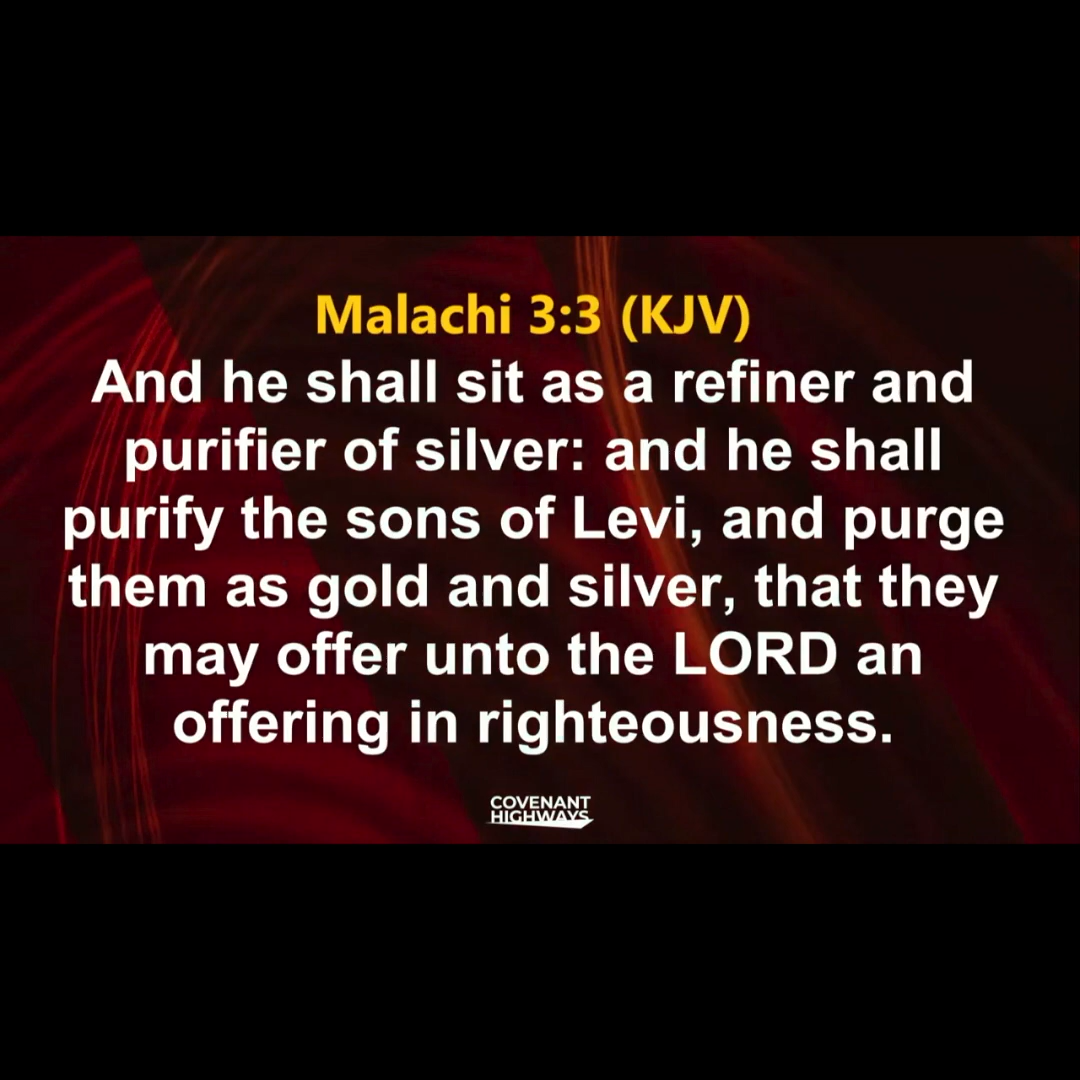 Malachi 3:3 (KJV)
And he shall sit as a refiner and
purifier of silver: and he shall
purify the sons of Levi, and purge
them as gold and silver, that they
may offer unto the LORD an
offering in righteousness.
COVENANT
HIGHWAYS